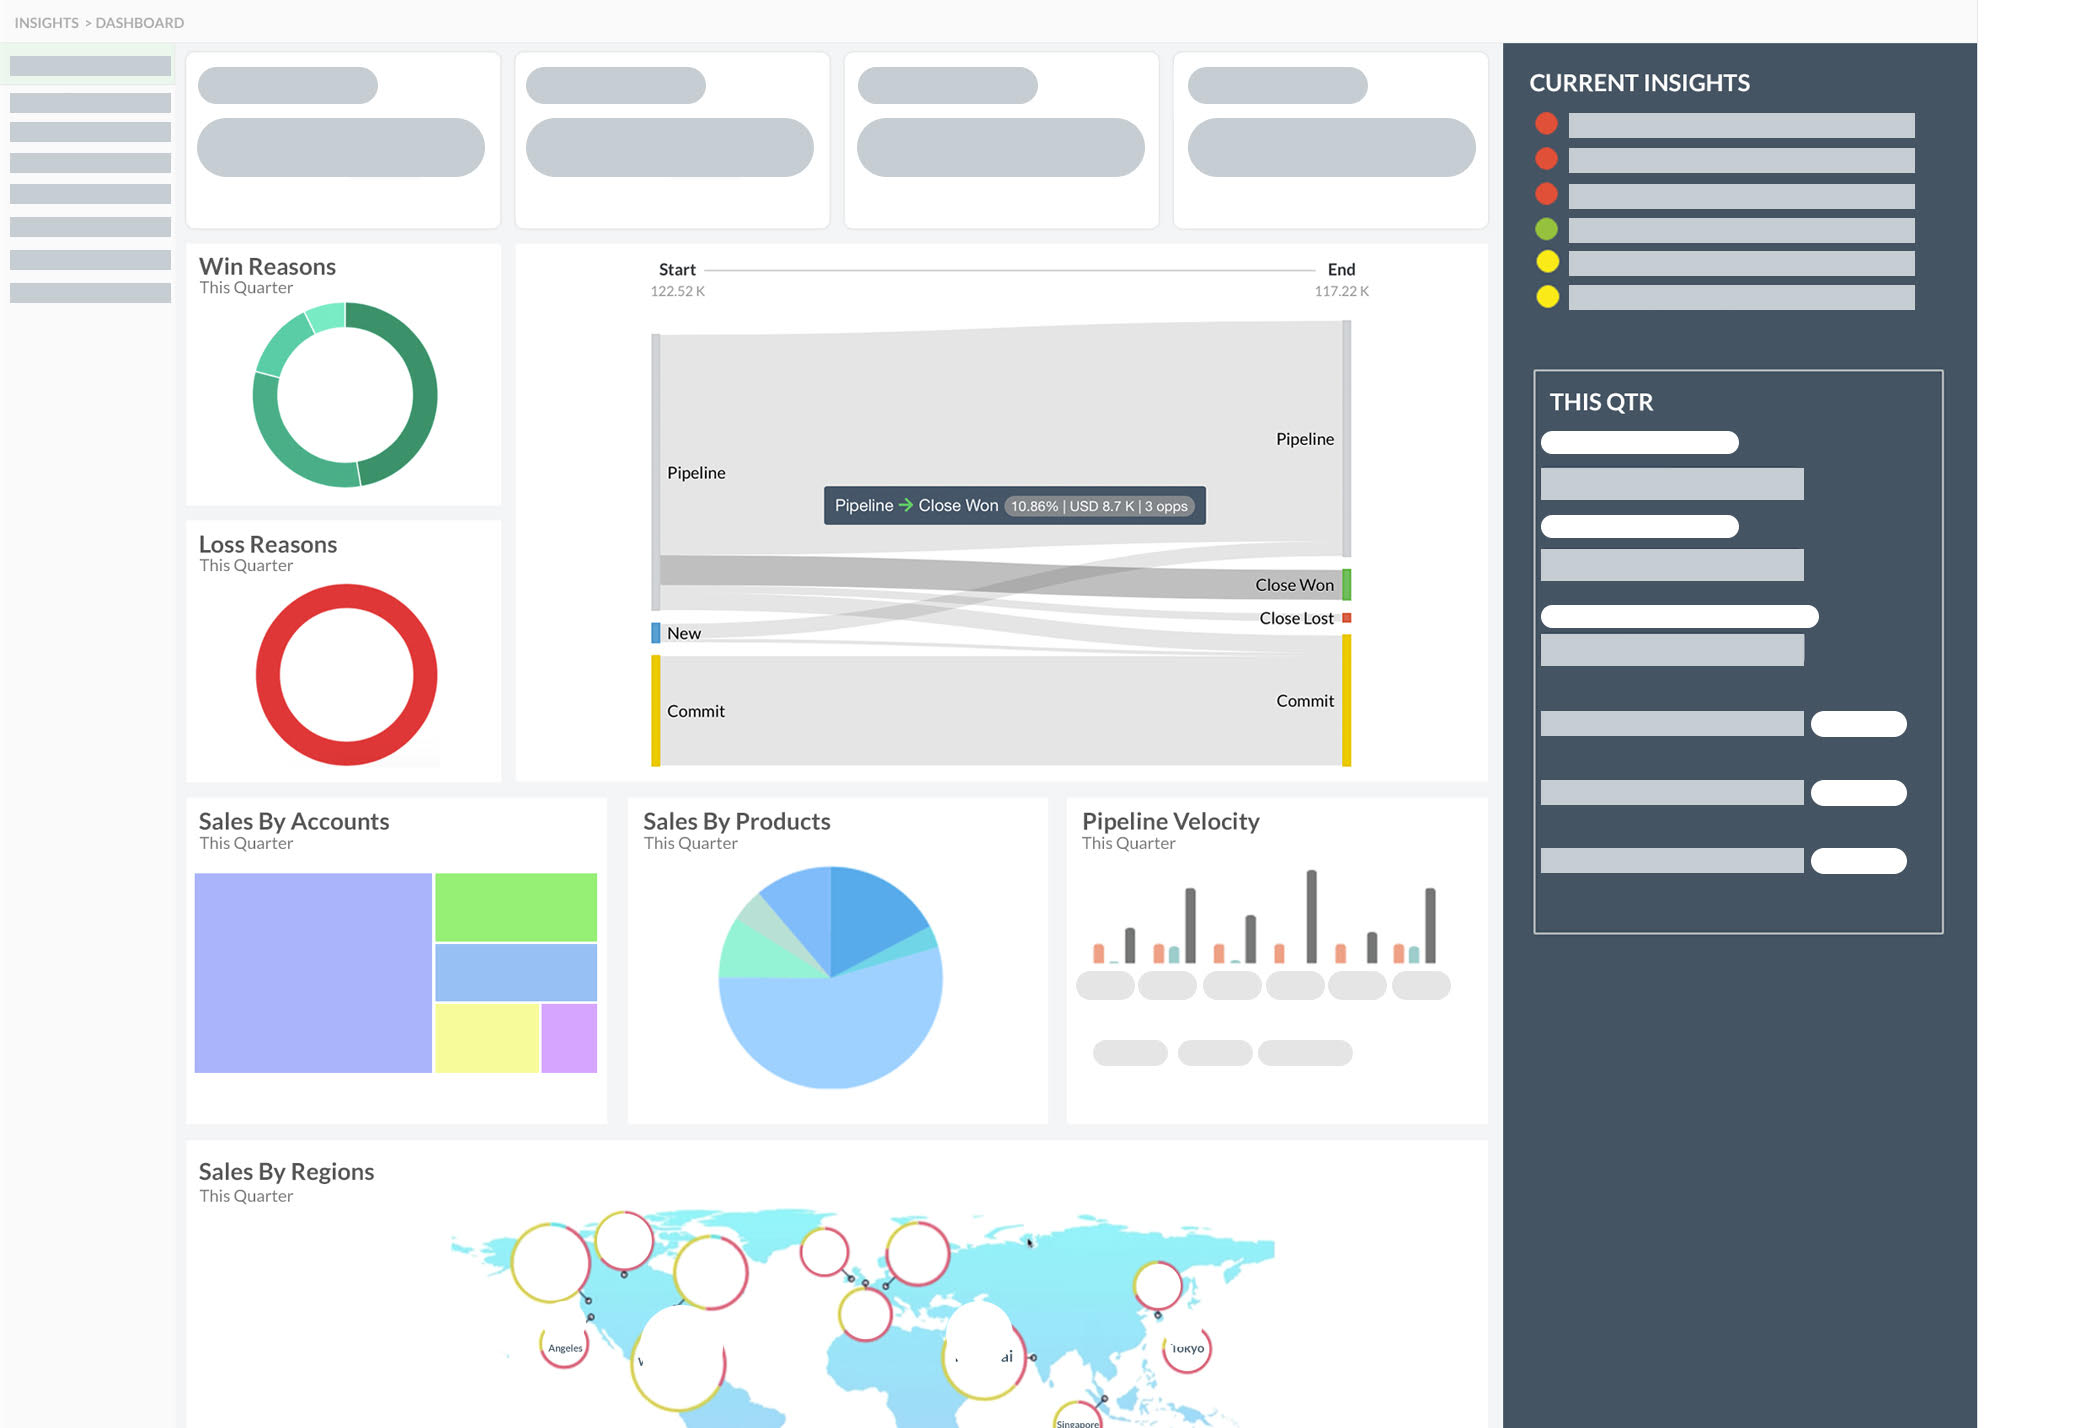 INSIGHTS > DASHBOARD
CURRENT INSIGHTS
Win Reasons
This Quarter
Start
End
122.52 K
117.22 K
Pipeline
Pipeline
Pipeline → Close Won 10.86% | USD 8.7 K | 3 opps
Close Won
Close Lost
New
Commit
Commit
THIS QTR
Loss Reasons
This Quarter
Sales By Accounts
This Quarter
Sales By Products
This Quarter
Pipeline Velocity
This Quarter
Sales By Regions
This Quarter
Angeles
ai
Tokyo
Singapore